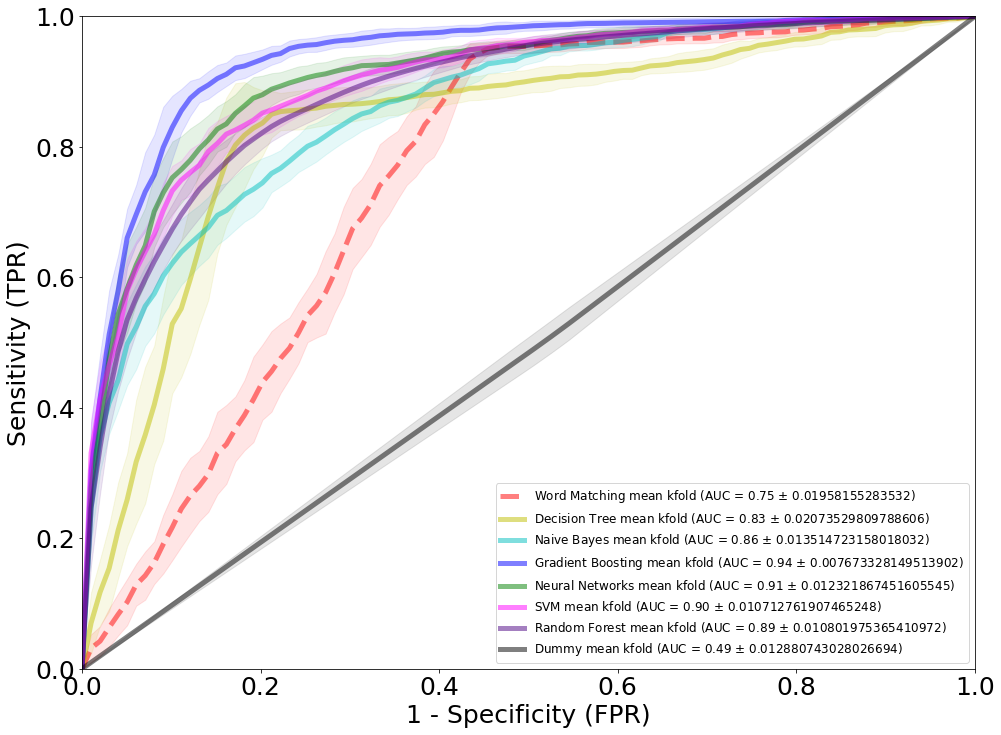 1.0
0.8
0.6
0.4
0.2
0.0
Sensitivity (TPR)
Word Matching mean kfold (AUC = 0.75 ± 0.01958155283532)
Decision Tree mean kfold (AUC = 0.83 ± 0.02073529809788606)
Naive Bayes mean kfold (AUC = 0.86 ± 0.013514723158018032)
Gradient Boosting mean kfold (AUC = 0.94 ± 0.007673328149513902)
Neural Networks mean kfold (AUC = 0.91 ± 0.012321867451605545)
SVM mean kfold (AUC = 0.90 ± 0.010712761907465248)
Random Forest mean kfold (AUC = 0.89 ± 0.010801975365410972)
Dummy mean kfold (AUC = 0.49 ± 0.012880743028026694)
0.0 0.2 0.4 0.6 0.8 1.0
1 - Specificity (FPR)